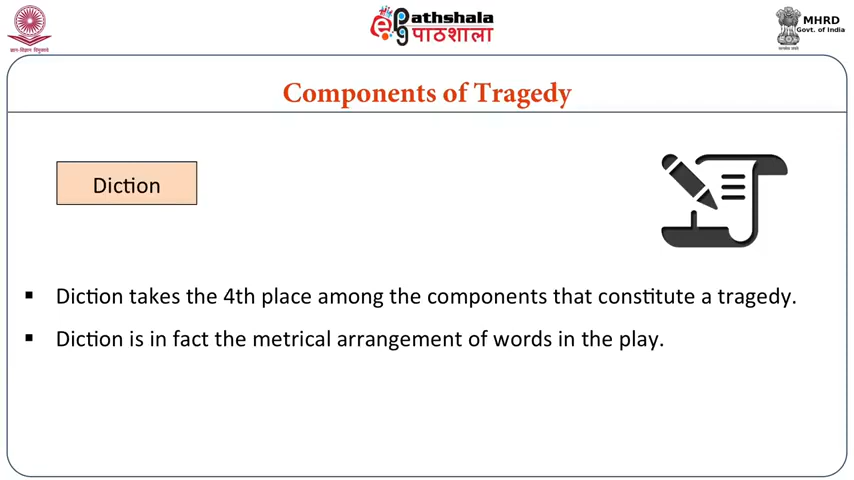 ePathshala
पाठशाला
MHRD
Govt. of India
Components of Tragedy
Diction
Diction takes the 4th place among the components that constitute a tragedy.
Diction is in fact the metrical arrangement of words in the play.